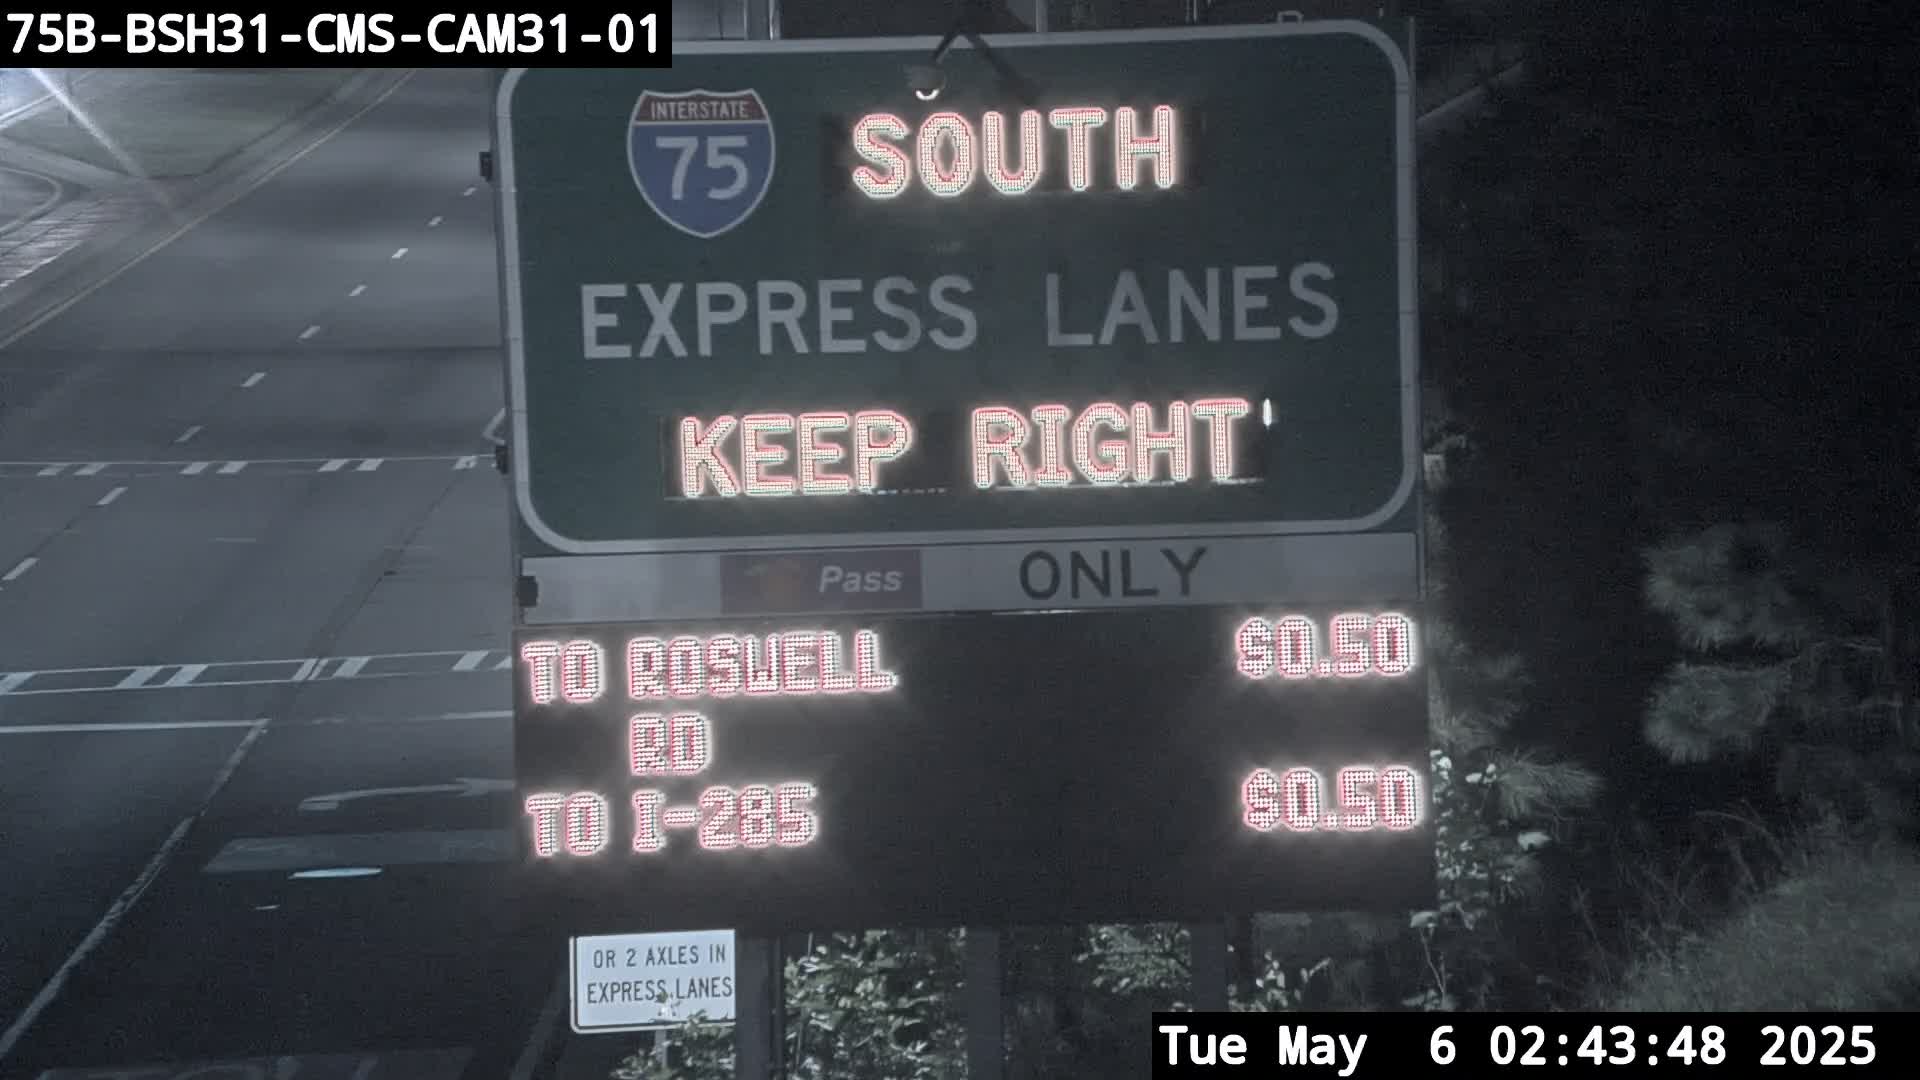 75B-BSH31-CMS-CAM31-01
INTERSTATE
75
SOUTH
EXPRESS LANES
KEEP RIGHT
Pass ONLY
TO ROSWELL $0.50
RD
TO I-285 $0.50
OR 2 AXLES IN
EXPRESS LANES
Tue May 6 02:43:48 2025